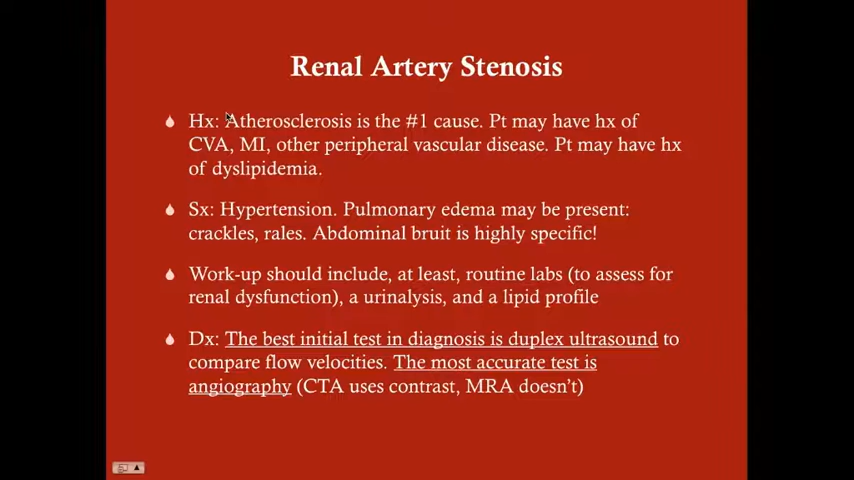 Renal Artery Stenosis
Hx: Atherosclerosis is the #1 cause. Pt may have hx of
CVA, MI, other peripheral vascular disease. Pt may have hx
of dyslipidemia.
Sx: Hypertension. Pulmonary edema may be present:
crackles, rales. Abdominal bruit is highly specific!
Work-up should include, at least, routine labs (to assess for
renal dysfunction), a urinalysis, and a lipid profile
Dx: The best initial test in diagnosis is duplex ultrasound to
compare flow velocities. The most accurate test is
angiography (CTA uses contrast, MRA doesn't)